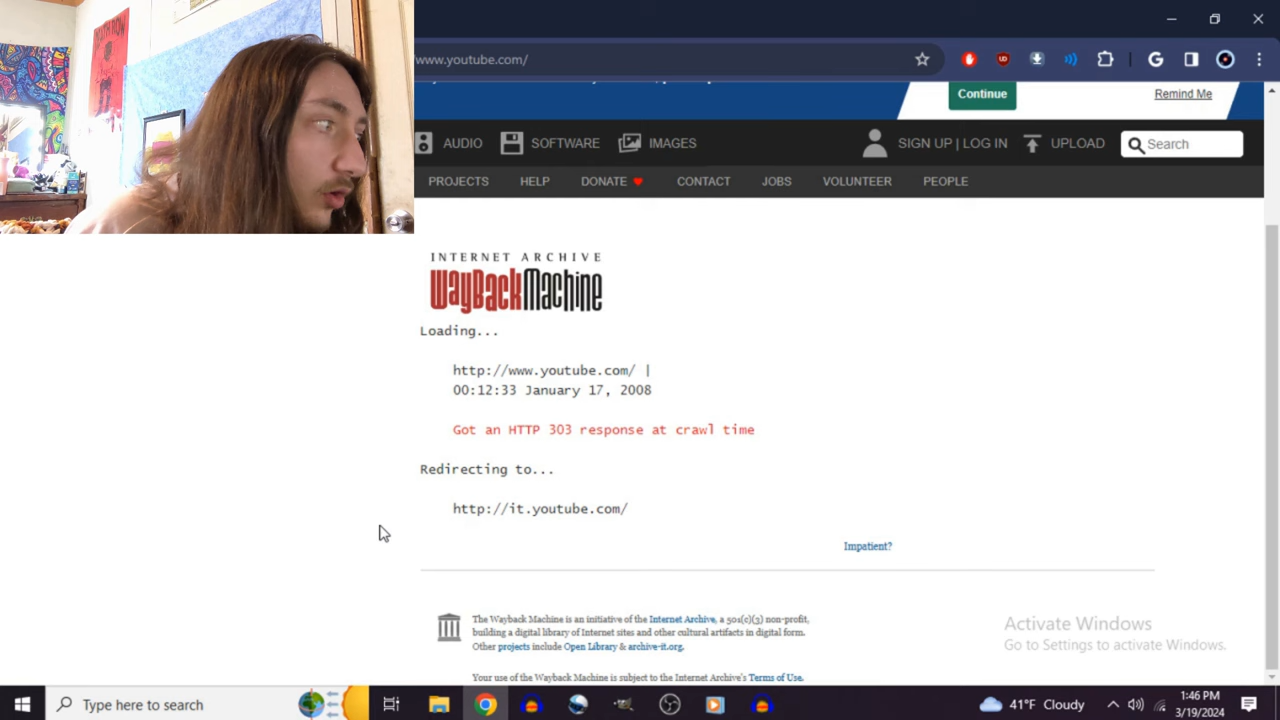 www.youtube.com/
Continue
Remind Me
AUDIO SOFTWARE IMAGES SIGN UP | LOG IN UPLOAD Search
PROJECTS HELP DONATE CONTACT JOBS VOLUNTEER PEOPLE
INTERNET ARCHIVE
WayBackMachine
Loading...
http://www.youtube.com/ |
00:12:33 January 17, 2008
Got an HTTP 303 response at crawl time
Redirecting to...
http://it.youtube.com/
Impatient?
The Wayback Machine is an initiative of the Internet Archive, a 501(c)(3) non-profit,
building a digital library of Internet sites and other cultural artifacts in digital form.
Other projects include Open Library & archive-it.org.
Your use of the Wayback Machine is subject to the Internet Archive's Terms of Use.
Activate Windows
Go to Settings to activate Windows.
Type here to search
41°F Cloudy
1:46 PM
3/19/2024